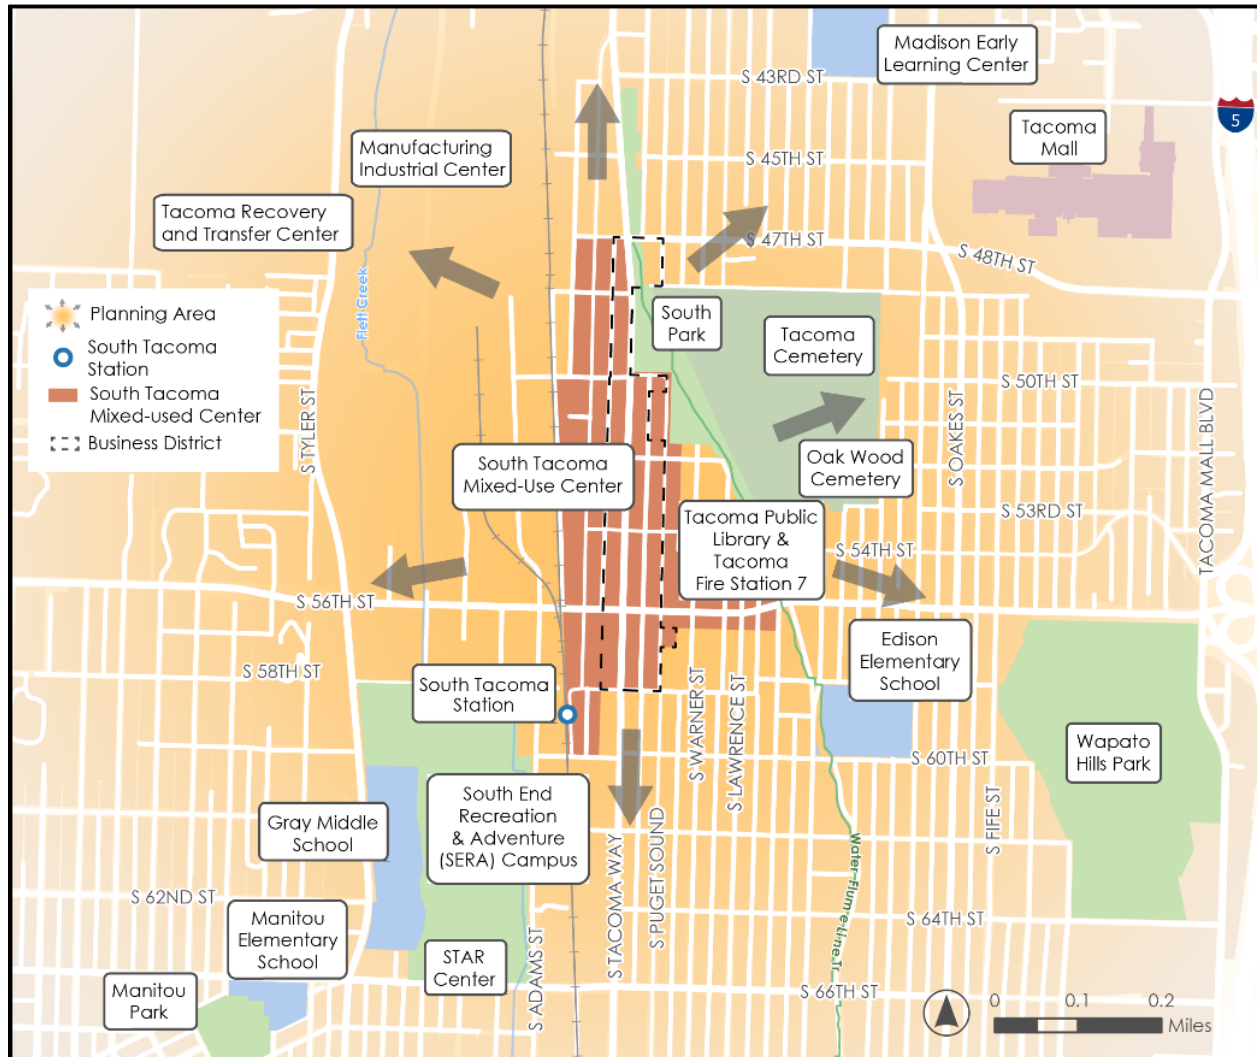 Madison Early
Learning Center
S 43RD ST
5
Tacoma
Mall
Manufacturing
Industrial Center
S 45TH ST
Tacoma Recovery
and Transfer Center
S 47TH ST
S 48TH ST
Flett Creek
Planning Area
South Tacoma
Station
South Tacoma
Mixed-used Center
Business District
South
Park
Tacoma
Cemetery
S 50TH ST
S TYLER ST
S OAKES ST
TACOMA MALL BLVD
South Tacoma
Mixed-Use Center
Oak Wood
Cemetery
S 53RD ST
Tacoma Public
Library &
Tacoma
Fire Station 7
S 54TH ST
S 56TH ST
Edison
Elementary
School
S 58TH ST
South Tacoma
Station
S WARNER ST
S LAWRENCE ST
S 60TH ST
Wapato
Hills Park
South End
Recreation
& Adventure
(SERA) Campus
Gray Middle
School
S FIFE ST
S TACOMA WAY
S PUGET SOUND
Water Flume Line Tr
S 62ND ST
S 64TH ST
Manitou
Elementary
School
STAR
Center
S ADAMS ST
Manitou
Park
S 66TH ST
0 0.1 0.2
Miles